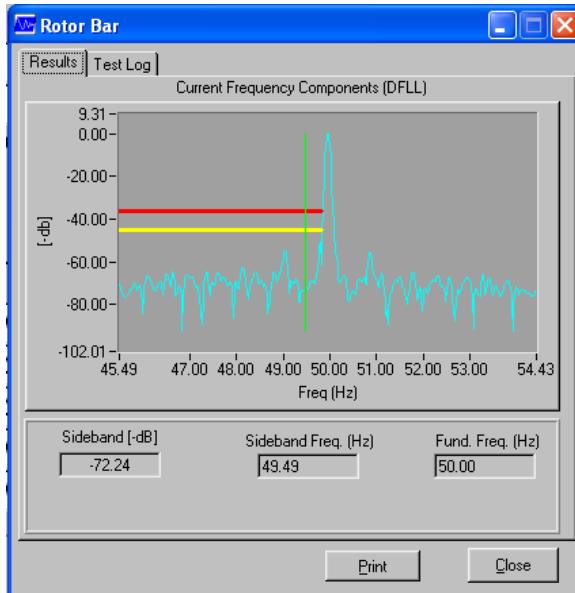 Rotor Bar
Results Test Log
Current Frequency Components (DFLL)
9.31
0.00
-20.00
-40.00
-60.00
-80.00
-102.01
[-db]
45.49 47.00 48.00 49.00 50.00 51.00 52.00 53.00 54.43
Freq (Hz)
Sideband [-dB] Sideband Freq. (Hz) Fund. Freq. (Hz)
-72.24 49.49 50.00
Print Close